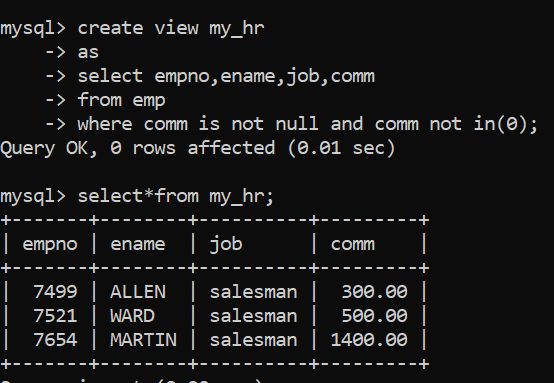 mysql> create view my_hr
    -> as
    -> select empno,ename,job,comm
    -> from emp
    -> where comm is not null and comm not in(0);
Query OK, 0 rows affected (0.01 sec)

mysql> select*from my_hr;
+-------+--------+----------+---------+
| empno | ename  | job      | comm    |
+-------+--------+----------+---------+
|  7499 | ALLEN  | salesman |  300.00 |
|  7521 | WARD   | salesman |  500.00 |
|  7654 | MARTIN | salesman | 1400.00 |
+-------+--------+----------+---------+